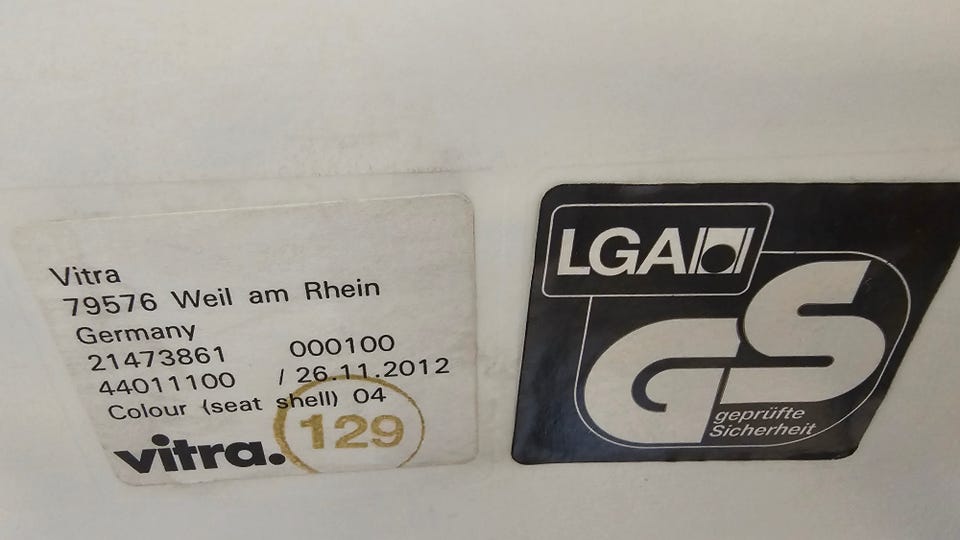 Vitra
79576 Weil am Rhein
Germany
21473861 000100
44011100 / 26.11.2012
Colour (seat shell) 04
vitra.
129
LGA
GS
geprüfte
Sicherheit